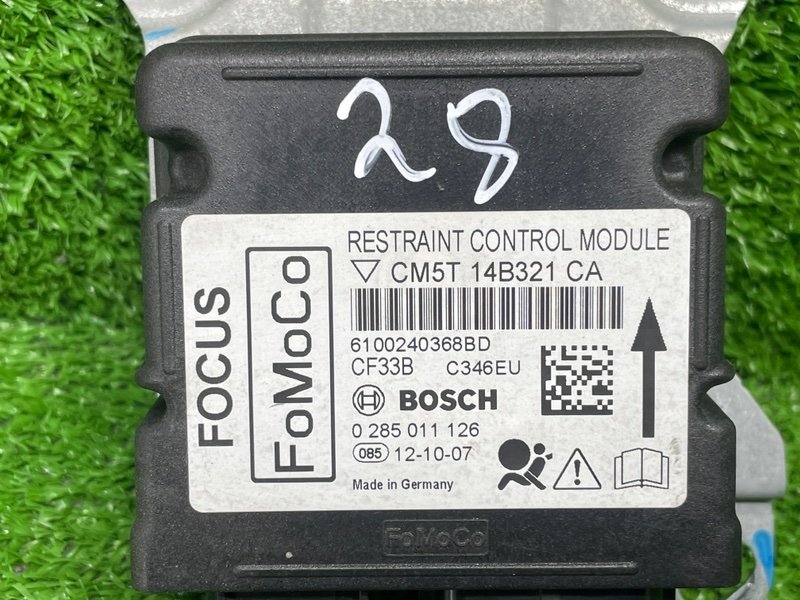 28
RESTRAINT CONTROL MODULE
CM5T 14B321 CA
6100240368BD
CF33B C346EU
BOSCH
0 285 011 126
085 12-10-07
Made in Germany
FOCUS
FoMoCo
FoMoCo